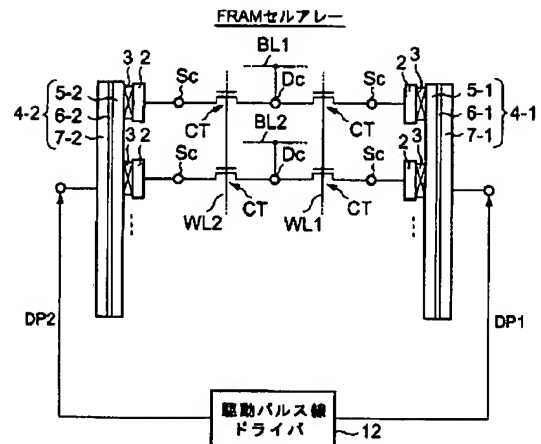 FRAMセルアレー
BL1
3 2 Sc Dc Sc 2 3
5-2 5-1
4-2 6-2 6-1 4-1
7-2 CT BL2 CT 7-1
3 2 Sc Dc Sc 2 3
CT CT
WL2 WL1
DP2 DP1
駆動パルス線
ドライバ 12